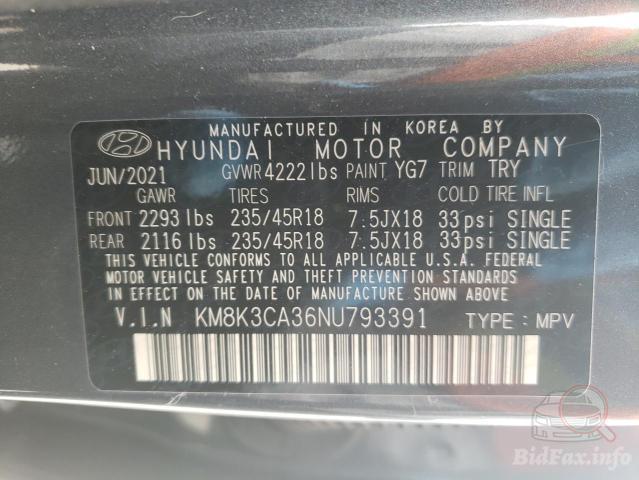 MANUFACTURED IN KOREA BY
HYUNDAI MOTOR COMPANY
JUN/2021 GVWR 4222lbs PAINT YG7 TRIM TRY
GAWR TIRES RIMS COLD TIRE INFL
FRONT 2293 lbs 235/45R18 7.5JX18 33psi SINGLE
REAR 2116 lbs 235/45R18 7.5JX18 33psi SINGLE
THIS VEHICLE CONFORMS TO ALL APPLICABLE U.S.A. FEDERAL
MOTOR VEHICLE SAFETY AND THEFT PREVENTION STANDARDS
IN EFFECT ON THE DATE OF MANUFACTURE SHOWN ABOVE.
V.I.N KM8K3CA36NU793391 TYPE : MPV
BidFax.info